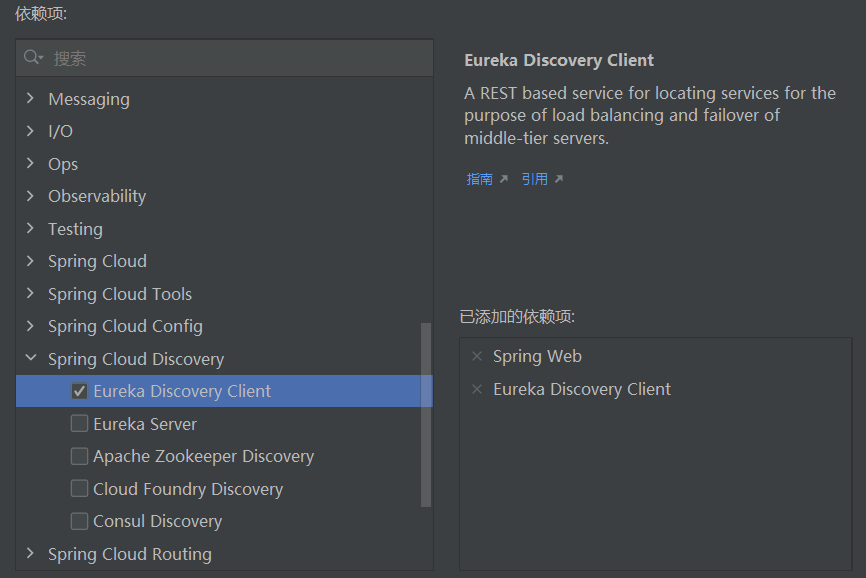 依赖项:
搜索
Messaging
I/O
Ops
Observability
Testing
Spring Cloud
Spring Cloud Tools
Spring Cloud Config
Spring Cloud Discovery
Eureka Discovery Client
Eureka Server
Apache Zookeeper Discovery
Cloud Foundry Discovery
Consul Discovery
Spring Cloud Routing
Eureka Discovery Client
A REST based service for locating services for the
purpose of load balancing and failover of
middle-tier servers.
指南 引用
已添加的依赖项:
Spring Web
Eureka Discovery Client